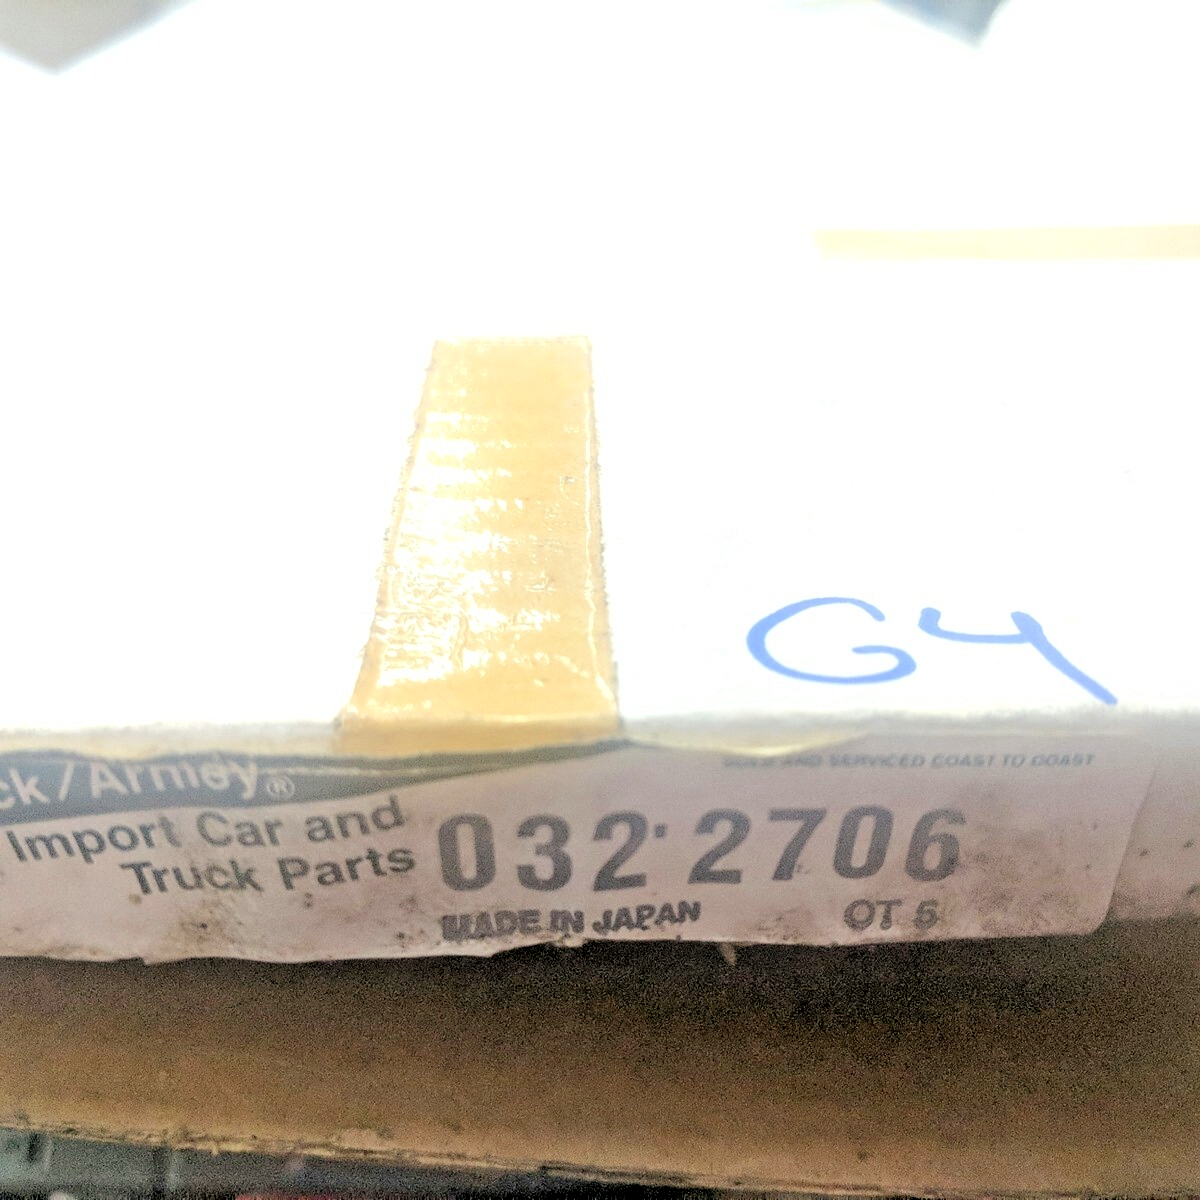 G4
ck/Armey®
SOLD AND SERVICED COAST TO COAST
Import Car and
Truck Parts
032·2706
MADE IN JAPAN
OT 5